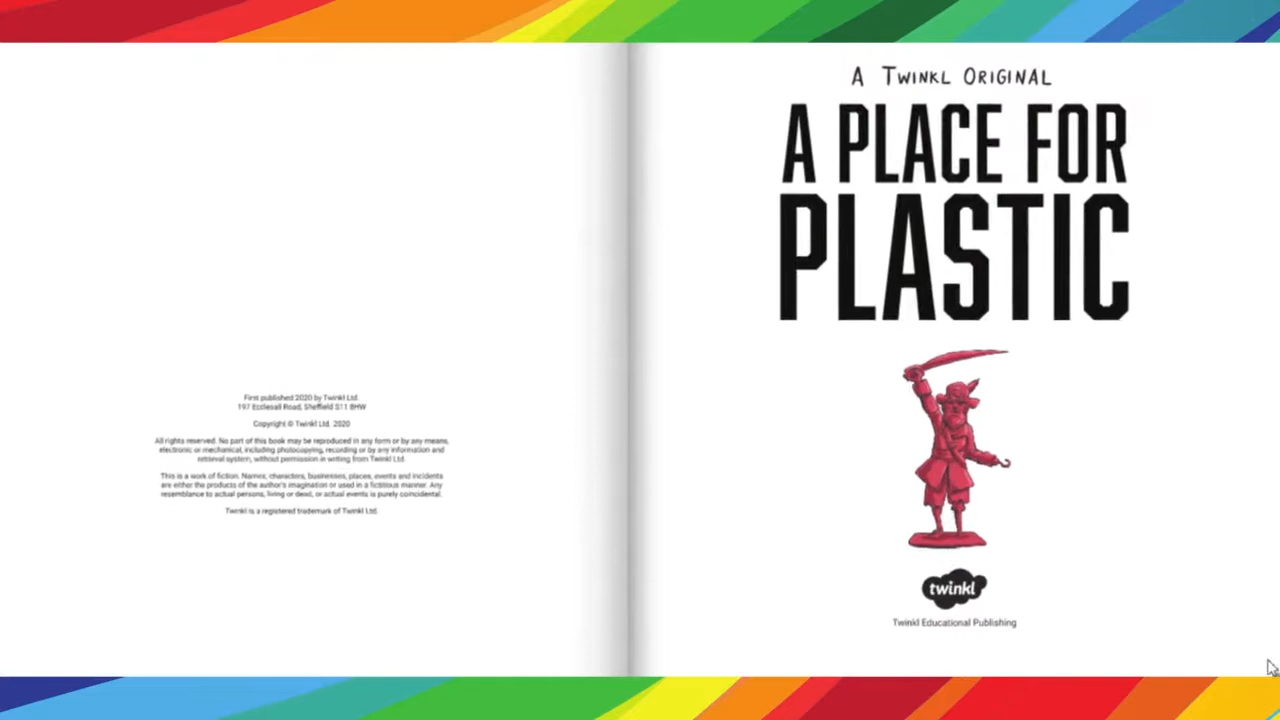 First published 2020 by Twinkl Ltd.
197 Ecclesall Road, Sheffield S11 8HW
Copyright © Twinkl Ltd. 2020
All rights reserved. No part of this book may be reproduced in any form or by any means,
electronic or mechanical, including photocopying, recording or by any information and
retrieval system, without permission in writing from Twinkl Ltd.
This is a work of fiction. Names, characters, businesses, places, events and incidents
are either the products of the author's imagination or used in a fictitious manner. Any
resemblance to actual persons, living or dead, or actual events is purely coincidental.
Twinkl is a registered trademark of Twinkl Ltd.
A TWINKL ORIGINAL
A PLACE FOR
PLASTIC
twinkl
Twinkl Educational Publishing